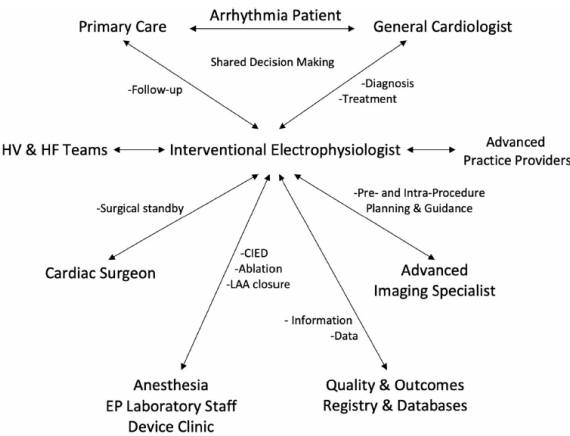 Arrhythmia Patient
Primary Care
General Cardiologist
Shared Decision Making
-Follow-up
-Diagnosis
-Treatment
HV & HF Teams
Interventional Electrophysiologist
Advanced
Practice Providers
-Surgical standby
-Pre- and Intra-Procedure
Planning & Guidance
Cardiac Surgeon
-CIED
-Ablation
-LAA closure
Advanced
Imaging Specialist
- Information
-Data
Anesthesia
EP Laboratory Staff
Device Clinic
Quality & Outcomes
Registry & Databases